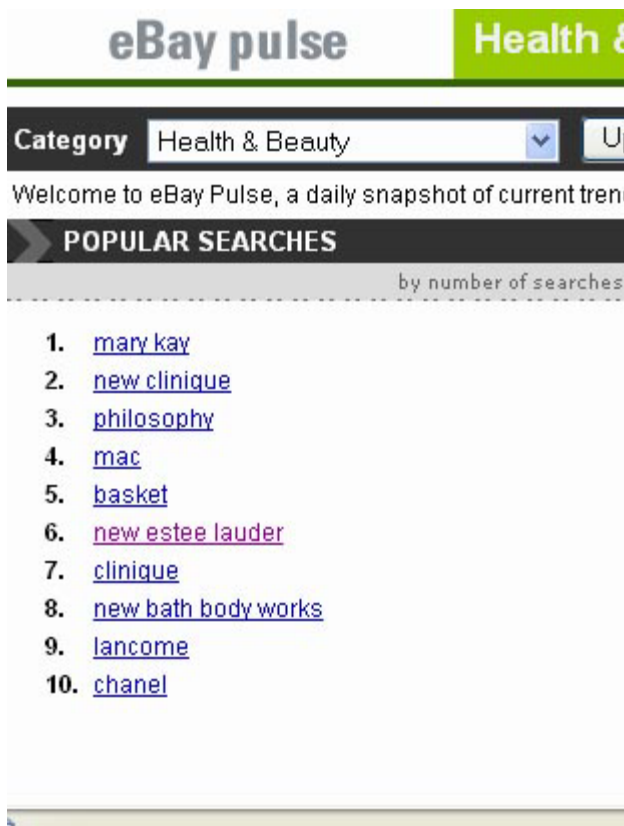 eBay pulse Health &
Category Health & Beauty
Welcome to eBay Pulse, a daily snapshot of current
POPULAR SEARCHES
by number of searches
1. mary kay
2. new clinique
3. philosophy
4. mac
5. basket
6. new estee lauder
7. clinique
8. new bath body works
9. lancome
10. chanel